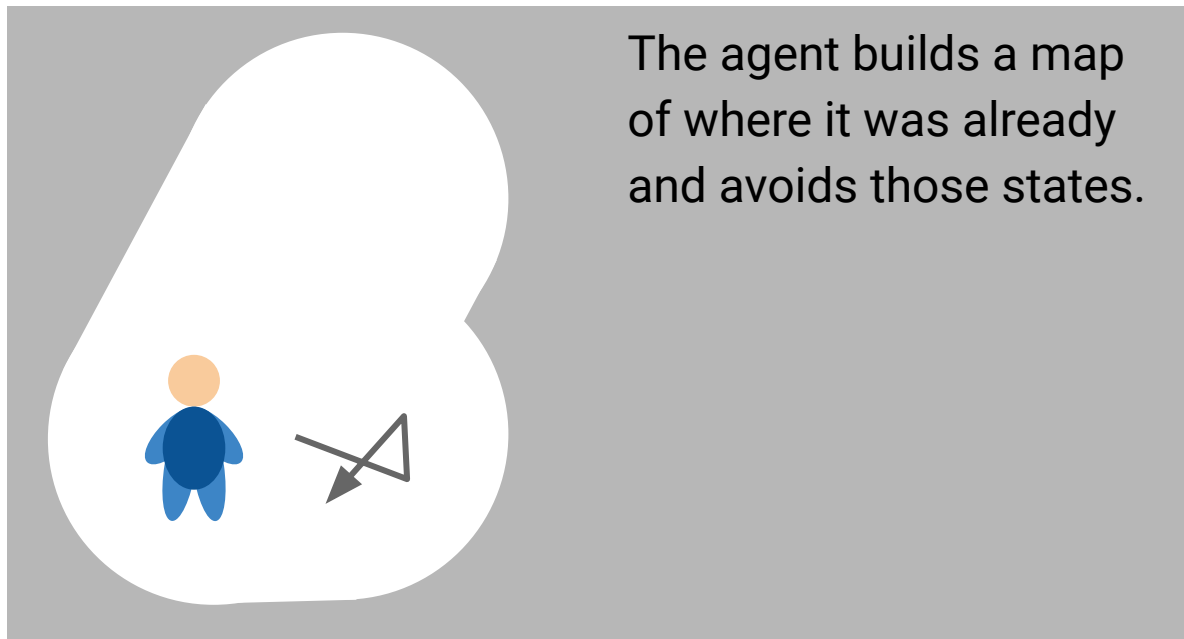 The agent builds a map
of where it was already
and avoids those states.